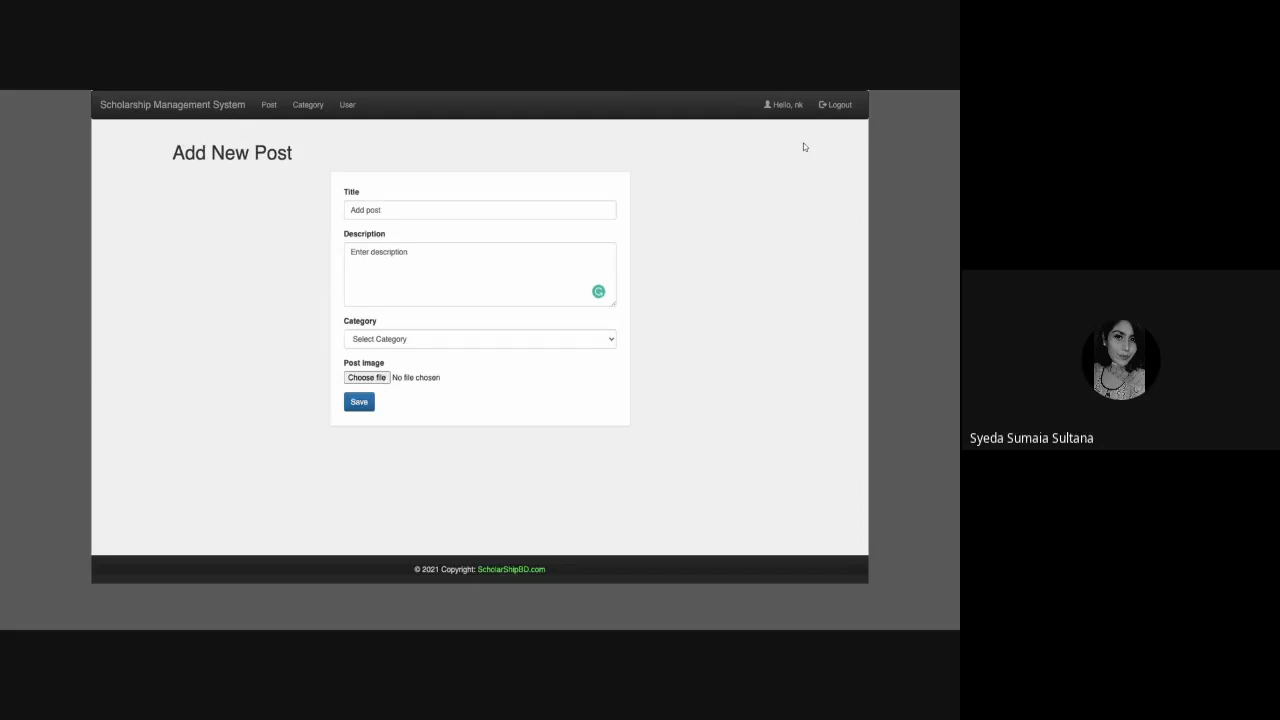 Scholarship Management System Post Category User Hello, nk Logout
Add New Post
Title
Add post
Description
Enter description
Category
Select Category
Post Image
Choose file No file chosen
Save
© 2021 Copyright: ScholarShipBD.com
Syeda Sumaia Sultana